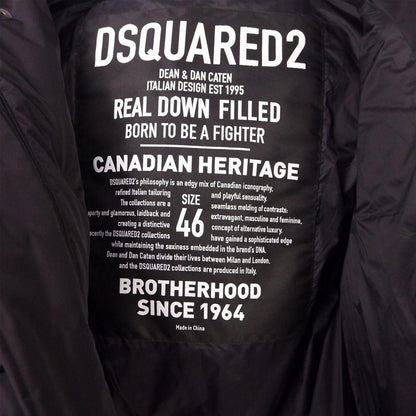 DSQUARED2
DEAN & DAN CATEN
ITALIAN DESIGN EST 1995
REAL DOWN FILLED
BORN TO BE A FIGHTER
CANADIAN HERITAGE
DSQUARED2's philosophy is an edgy mix of Canadian iconography,
refined Italian tailoring and playful sensuality.
The collections are a SIZE seamless melding of contrasts:
sporty and glamorous, laidback and 46 extravagant, masculine and feminine,
creating a distinctive concept of alternative luxury.
recently the DSQUARED2 collections have gained a sophisticated edge
while maintaining the sexiness embedded in the brand's DNA.
Dean and Dan Caten divide their lives between Milan and London,
and the DSQUARED2 collections are produced in Italy.
BROTHERHOOD
SINCE 1964
Made in China